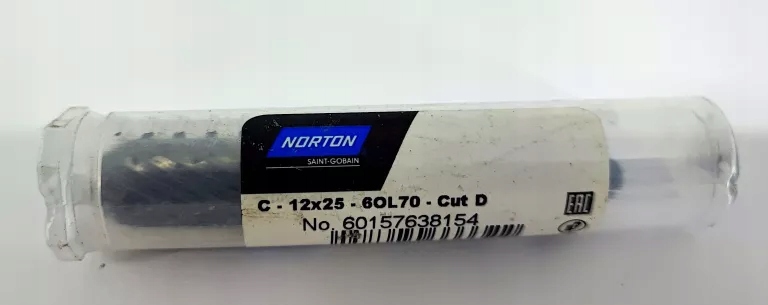 NORTON
SAINT-GOBAIN
C - 12x25 - 6OL70 - Cut D
No. 60157638154
EAC